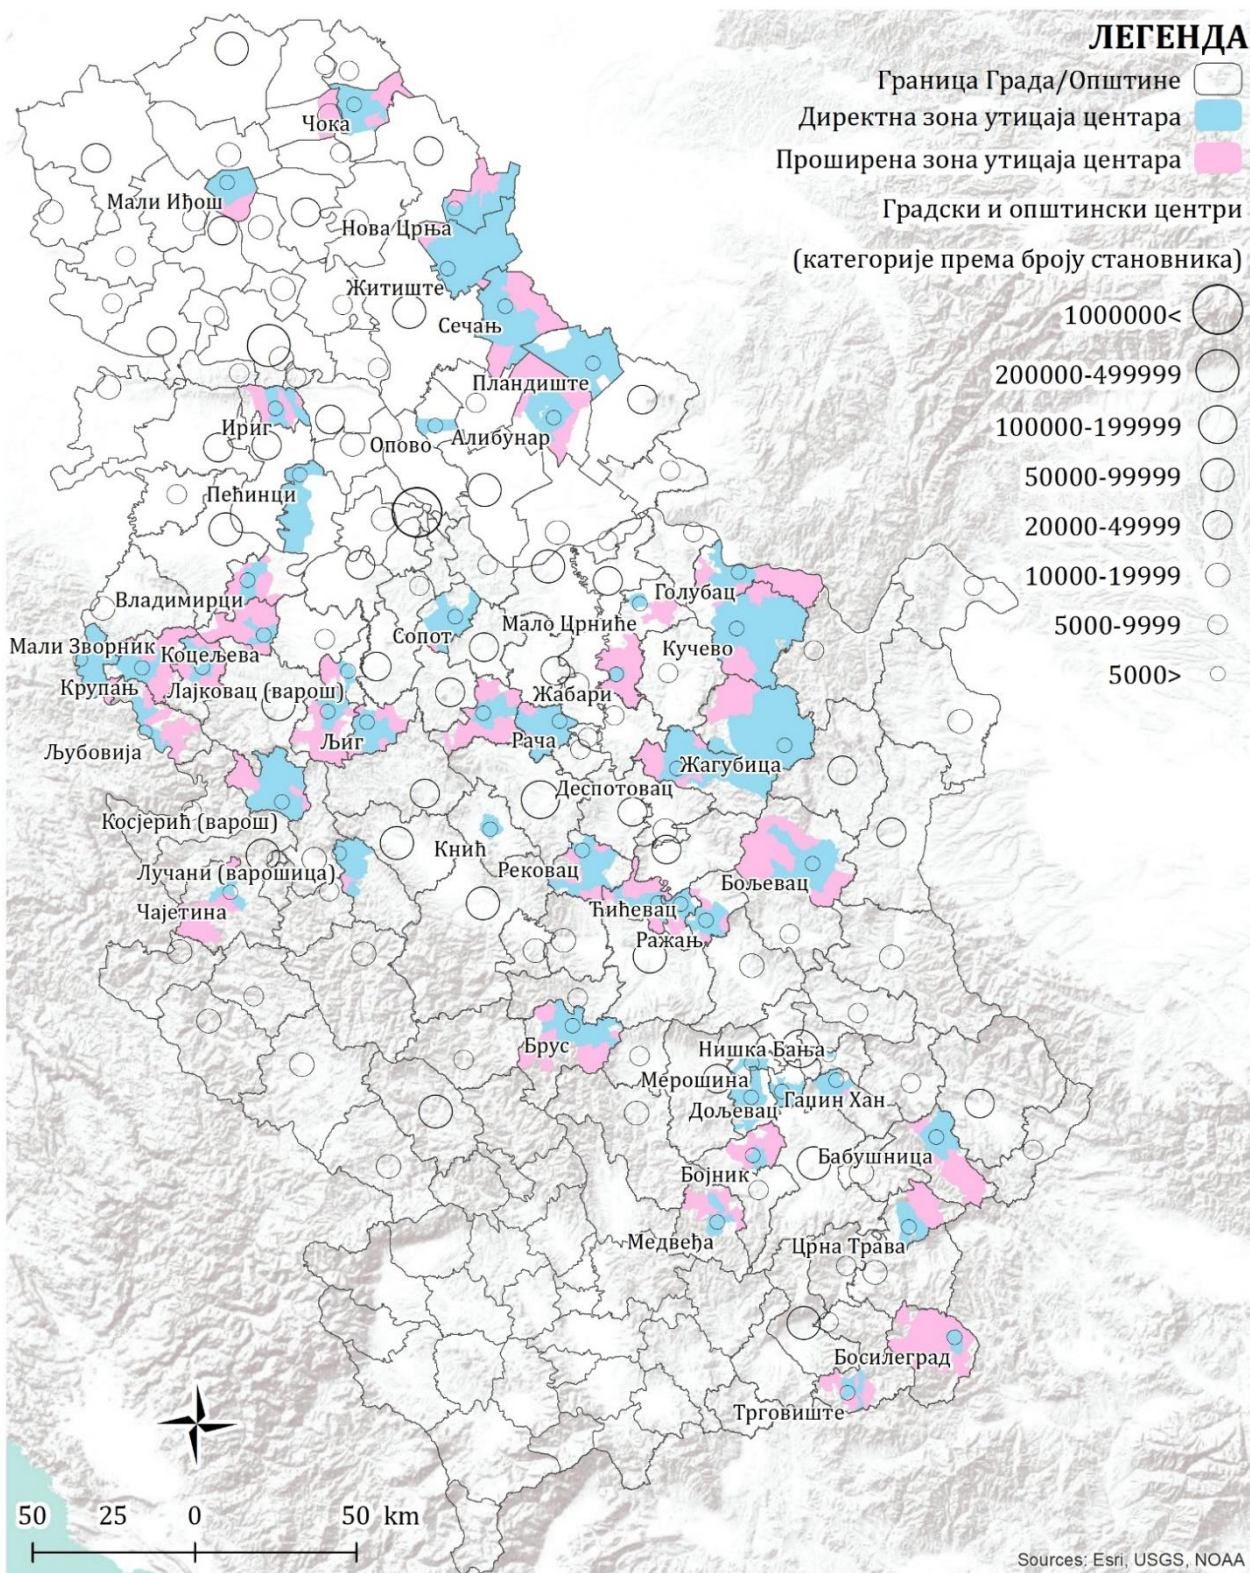 ЛЕГЕНДА
Граница Града/Општине
Директна зона утицаја центара
Проширена зона утицаја центара
Градски и општински центри
(категорије према броју становника)
1000000<
200000-499999
100000-199999
50000-99999
20000-49999
10000-19999
5000-9999
5000>
Чока
Мали Иђош
Нова Црња
Житиште
Сечањ
Пландиште
Ириг
Опово
Алибунар
Пећинци
Владимирци
Голубац
Мало Црниће
Сопот
Мали Зворник
Коцељева
Кучево
Крупањ
Лајковац (варош)
Жабари
Љубовија
Љиг
Рача
Жагубица
Деспотовац
Косјерић (варош)
Кнић
Рековац
Лучани (варошица)
Бољевац
Чајетина
Ћићевац
Ражањ
Брус
Нишка Бања
Мерошина
Гаџин Хан
Дољевац
Бабушница
Бојник
Медвеђа
Црна Трава
Босилеград
Трговиште
50 25 0 50 km
Sources: Esri, USGS, NOAA